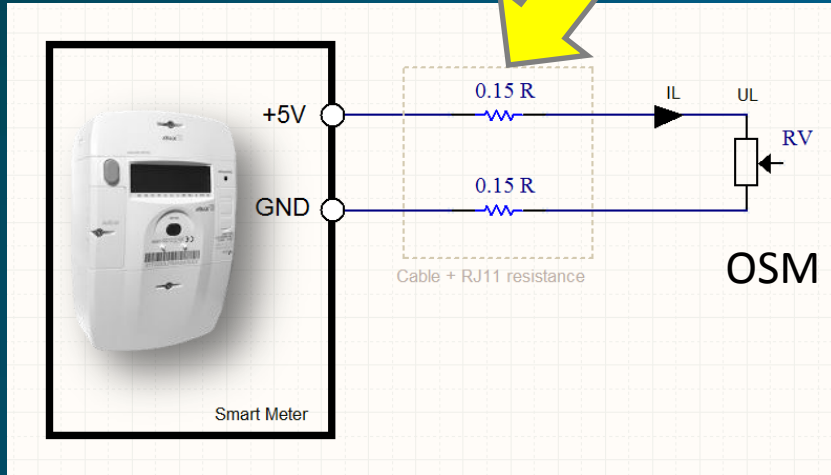 0.15 R
IL
UL
+5V
RV
0.15 R
GND
OSM
Cable + RJ11 resistance
Smart Meter